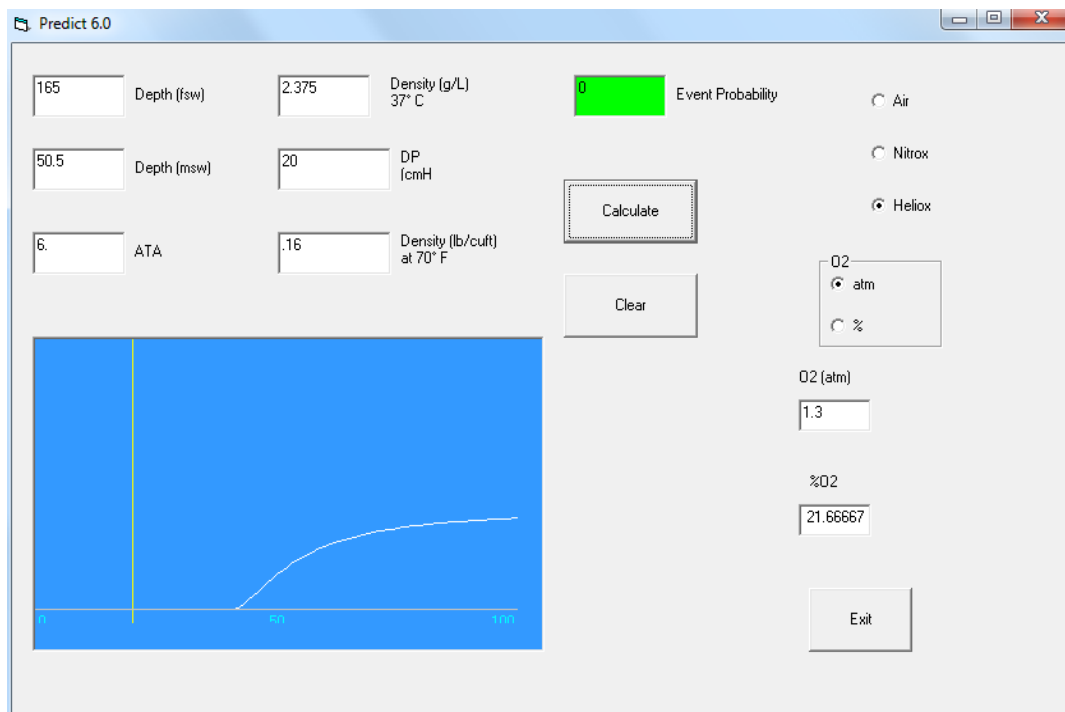 Predict 6.0
165
Depth (fsw)
2.375
Density (g/L)
37° C
0
Event Probability
Air
50.5
Depth (msw)
20
DP
(cmH
Nitrox
Calculate
Heliox
6.
ATA
.16
Density (lb/cuft)
at 70° F
O2
atm
Clear
%
O2 (atm)
1.3
%O2
21.66667
0
50
100
Exit